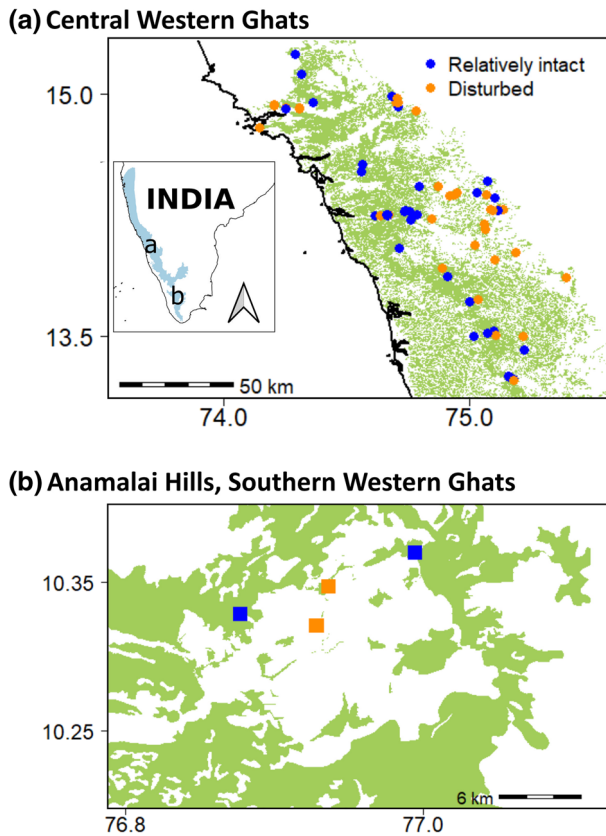 (a) Central Western Ghats
Relatively intact
Disturbed
15.0
INDIA
a
b
13.5
50 km
74.0
75.0
(b) Anamalai Hills, Southern Western Ghats
10.35
10.25
6 km
76.8
77.0